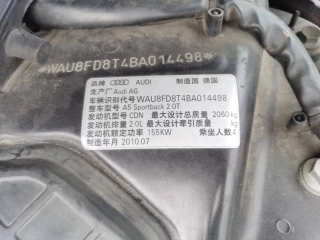 *WAU8FD8T4BA014498*
品牌 AUDI 制造国 德国
生产厂 Audi AG
车辆识别代号 WAU8FD8T4BA014498
整车型号 A5 Sportback 2.0T
发动机型号 CDN 最大设计总质量 2060kg
发动机排量 2.0L 最大设计牵引质量 kg
发动机额定功率 155KW 乘坐人数 4
制造年月 2010.07